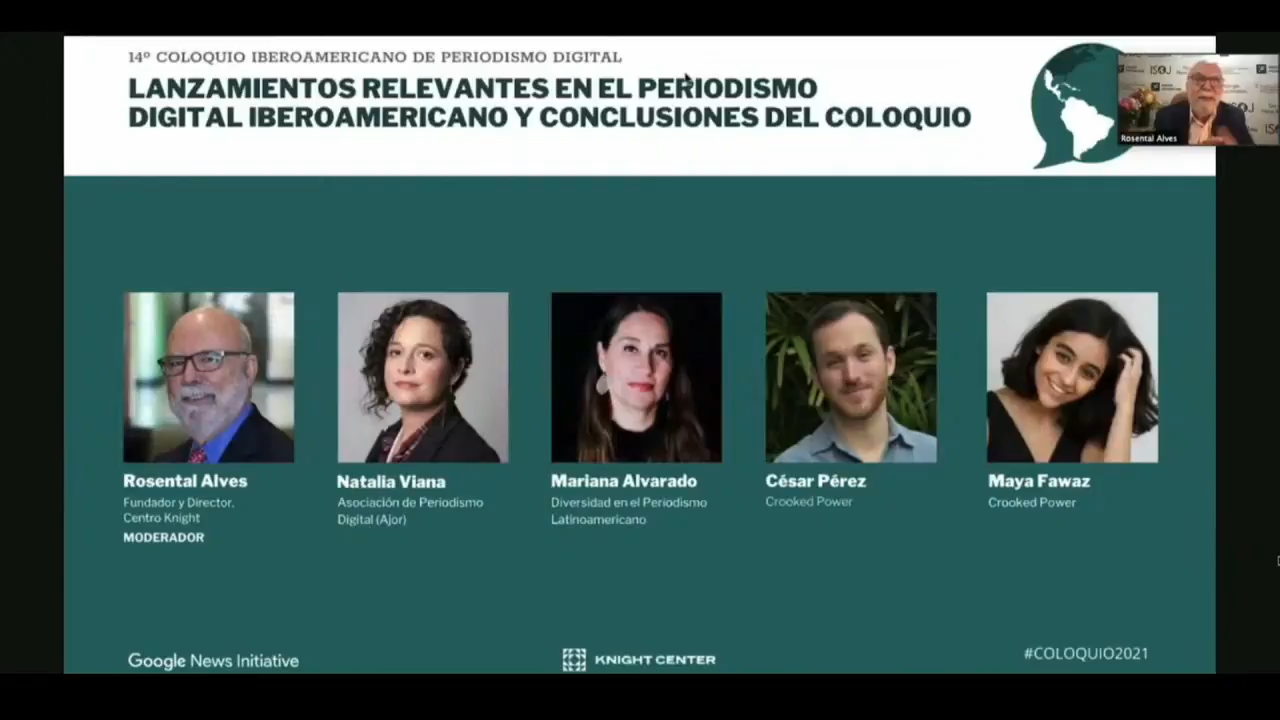 14º COLOQUIO IBEROAMERICANO DE PERIODISMO DIGITAL
LANZAMIENTOS RELEVANTES EN EL PERIODISMO
DIGITAL IBEROAMERICANO Y CONCLUSIONES DEL COLOQUIO
ISOJ
Rosental Alves
Rosental Alves
Fundador y Director,
Centro Knight
MODERADOR
Natalia Viana
Asociación de Periodismo
Digital (Ajor)
Mariana Alvarado
Diversidad en el Periodismo
Latinoamericano
César Pérez
Crooked Power
Maya Fawaz
Crooked Power
Google News Initiative
KNIGHT CENTER
#COLOQUIO2021